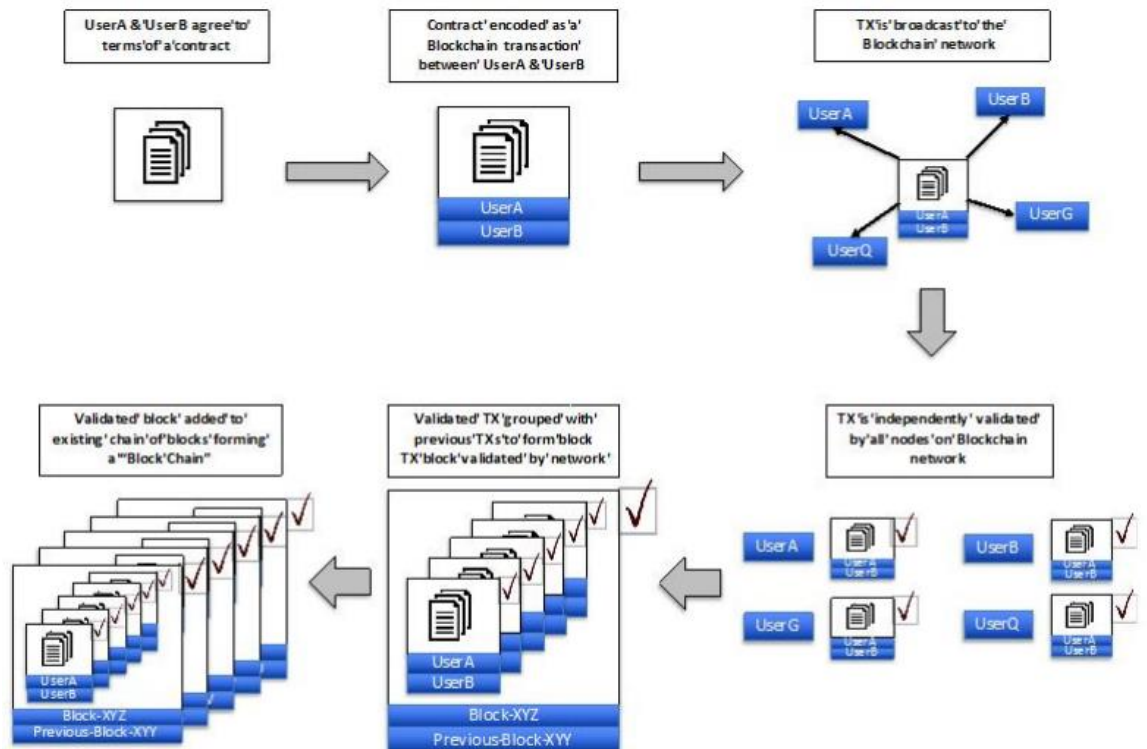 UserA &'UserB agree'to'
terms'of'a'contract
Contract' encoded' as'a'
Blockchain transaction'
between' UserA &'UserB
TX'is'broadcast'to'the'
Blockchain' network
UserA
UserB
UserA
UserB
UserA
UserB
UserQ
UserG
Validated' block' added'to'
existing' chain'of'blocks' forming'
a'"Block'Chain"
Validated' TX'grouped' with'
previous'TXs'to'form'block
TX'block'validated' by' network'
TX'is'independently' validated'
by'all' nodes'on'Blockchain
network
UserA
UserA
UserB
UserB
UserA
UserB
UserG
UserA
UserB
UserQ
UserA
UserB
UserA
UserB
Block-XYZ
Previous-Block-XYY
UserA
UserB
Block-XYZ
Previous-Block-XYY